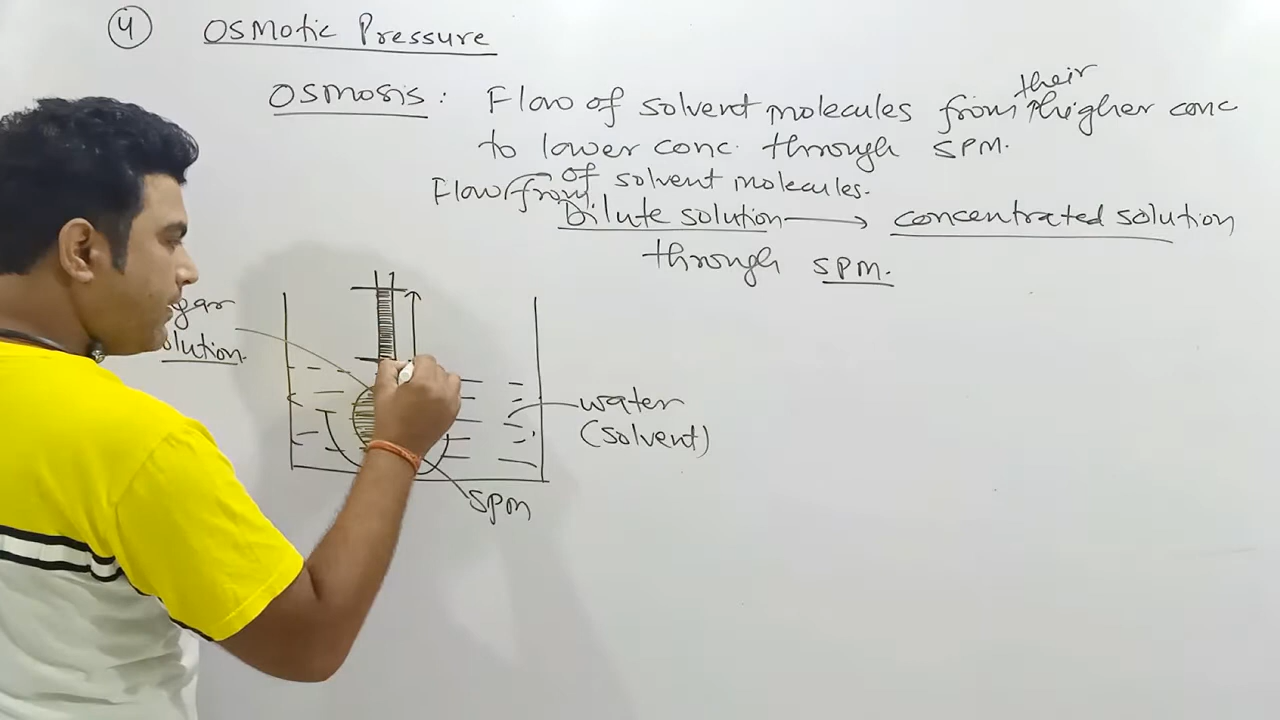 4 Osmotic Pressure
Osmosis: Flow of solvent molecules from their higher conc
to lower conc. through SPM.
Flow from of solvent molecules.
Dilute solution → concentrated solution
through SPM.
water
(solvent)
SPM